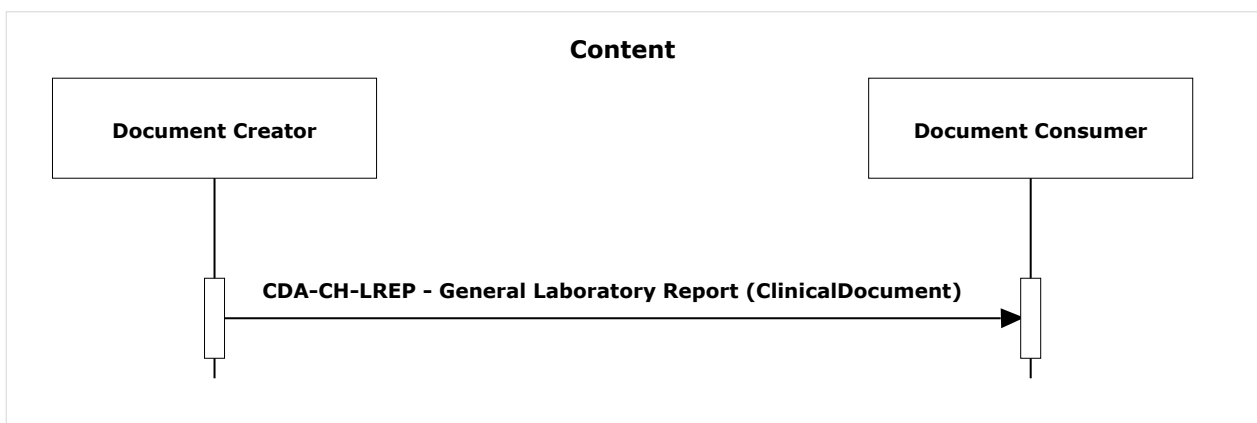 Content
Document Creator
Document Consumer
CDA-CH-LREP - General Laboratory Report (ClinicalDocument)